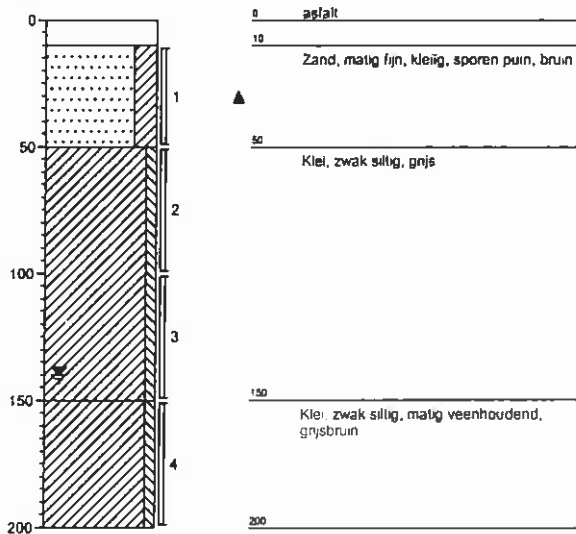 0
asfalt
10
Zand, matig fijn, kleiïg, sporen puin, bruin
1
50
50
Klei, zwak siltig, grijs
2
100
3
150
150
Klei, zwak siltig, matig veenhoudend,
grijsbruin
4
200
200
0